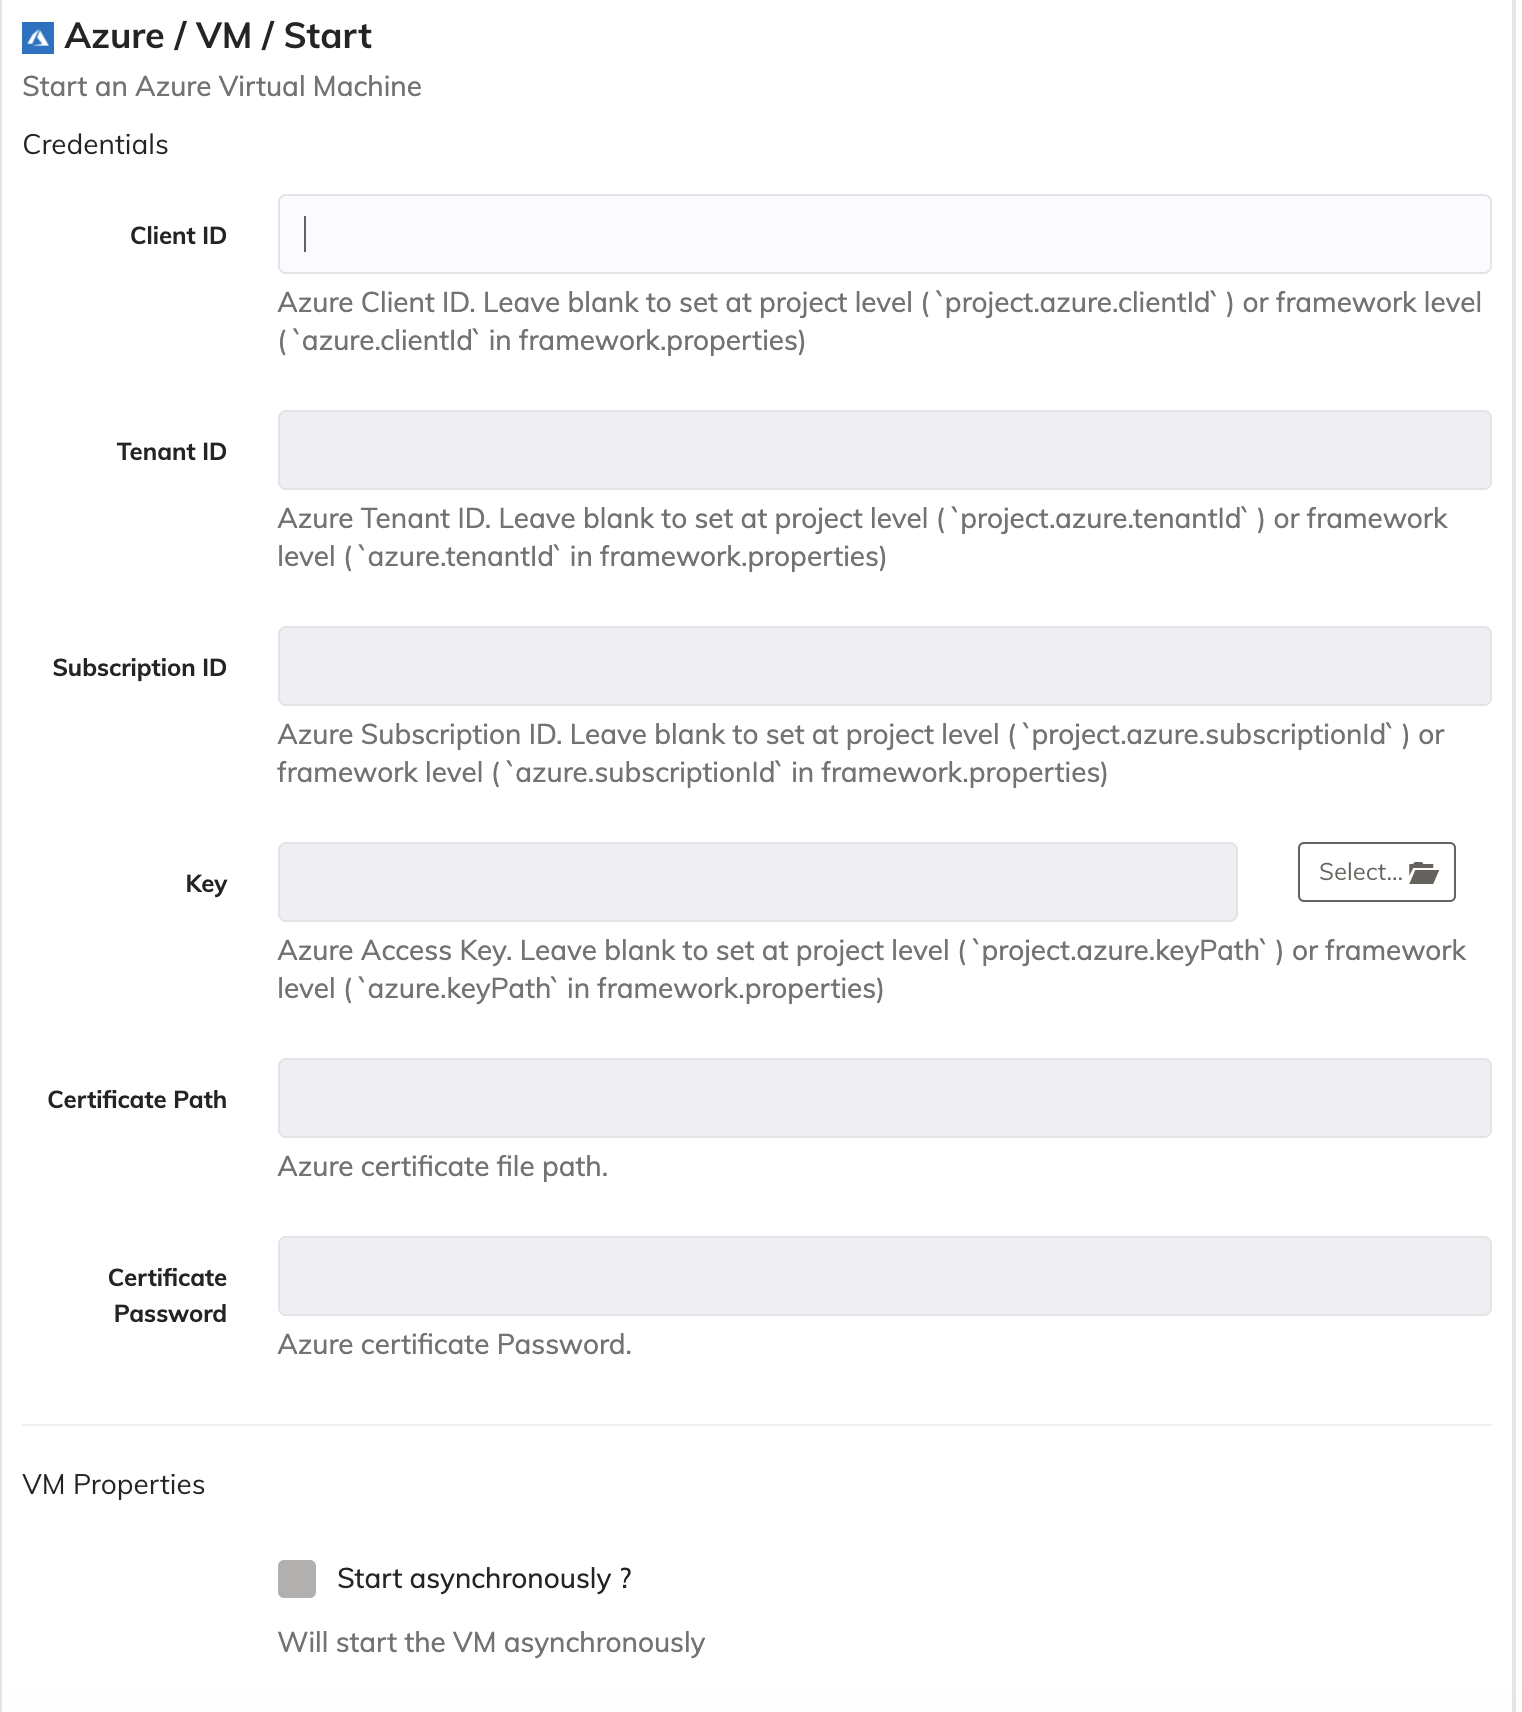 Azure / VM / Start
Start an Azure Virtual Machine
Credentials
Client ID
Azure Client ID. Leave blank to set at project level (`project.azure.clientId` ) or framework level
(`azure.clientId` in framework.properties)
Tenant ID
Azure Tenant ID. Leave blank to set at project level (`project.azure.tenantId` ) or framework
level (`azure.tenantId` in framework.properties)
Subscription ID
Azure Subscription ID. Leave blank to set at project level (`project.azure.subscriptionId` ) or
framework level (`azure.subscriptionId` in framework.properties)
Key
Select...
Azure Access Key. Leave blank to set at project level (`project.azure.keyPath` ) or framework
level (`azure.keyPath` in framework.properties)
Certificate Path
Azure certificate file path.
Certificate
Password
Azure certificate Password.
VM Properties
Start asynchronously ?
Will start the VM asynchronously